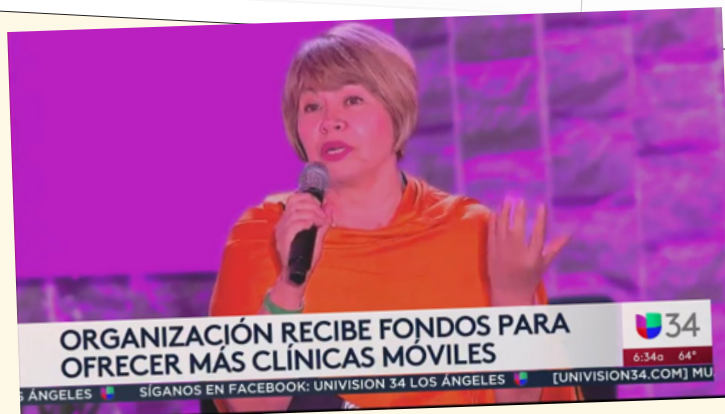 ORGANIZACIÓN RECIBE FONDOS PARA
OFRECER MÁS CLÍNICAS MÓVILES
34
6:34a 64°
S ÁNGELES SÍGANOS EN FACEBOOK: UNIVISION 34 LOS ÁNGELES [UNIVISION34.COM] MU